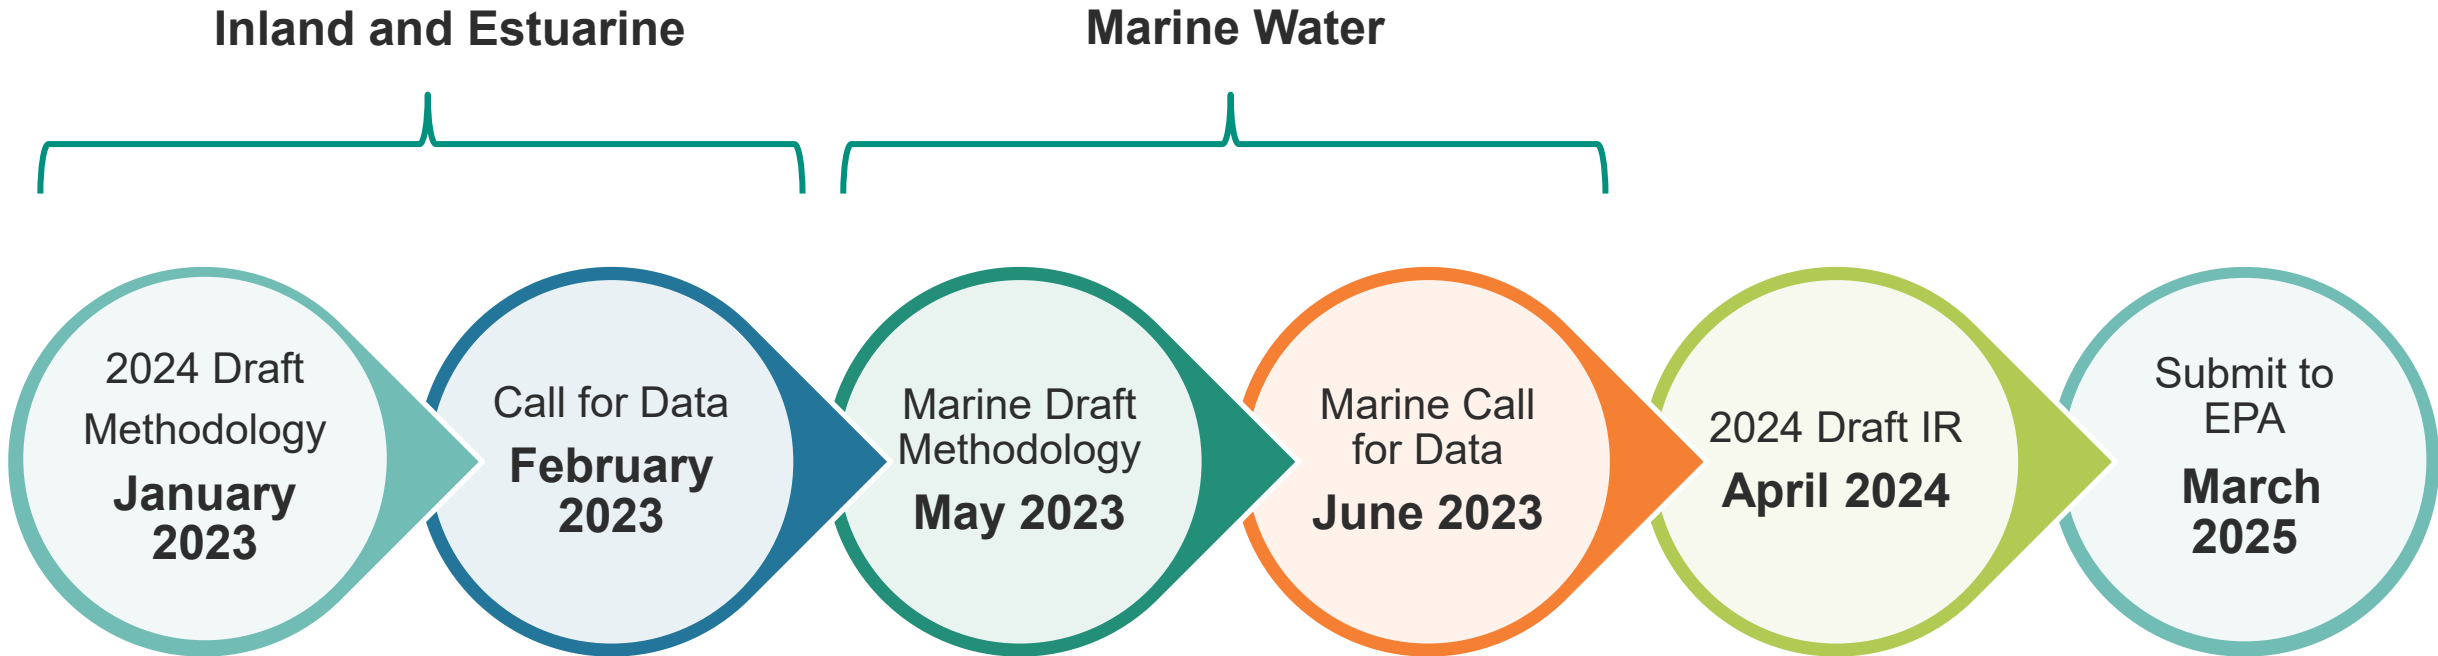 Inland and Estuarine
Marine Water
2024 Draft
Methodology
January
2023
Call for Data
February
2023
Marine Draft
Methodology
May 2023
Marine Call
for Data
June 2023
2024 Draft IR
April 2024
Submit to
EPA
March
2025